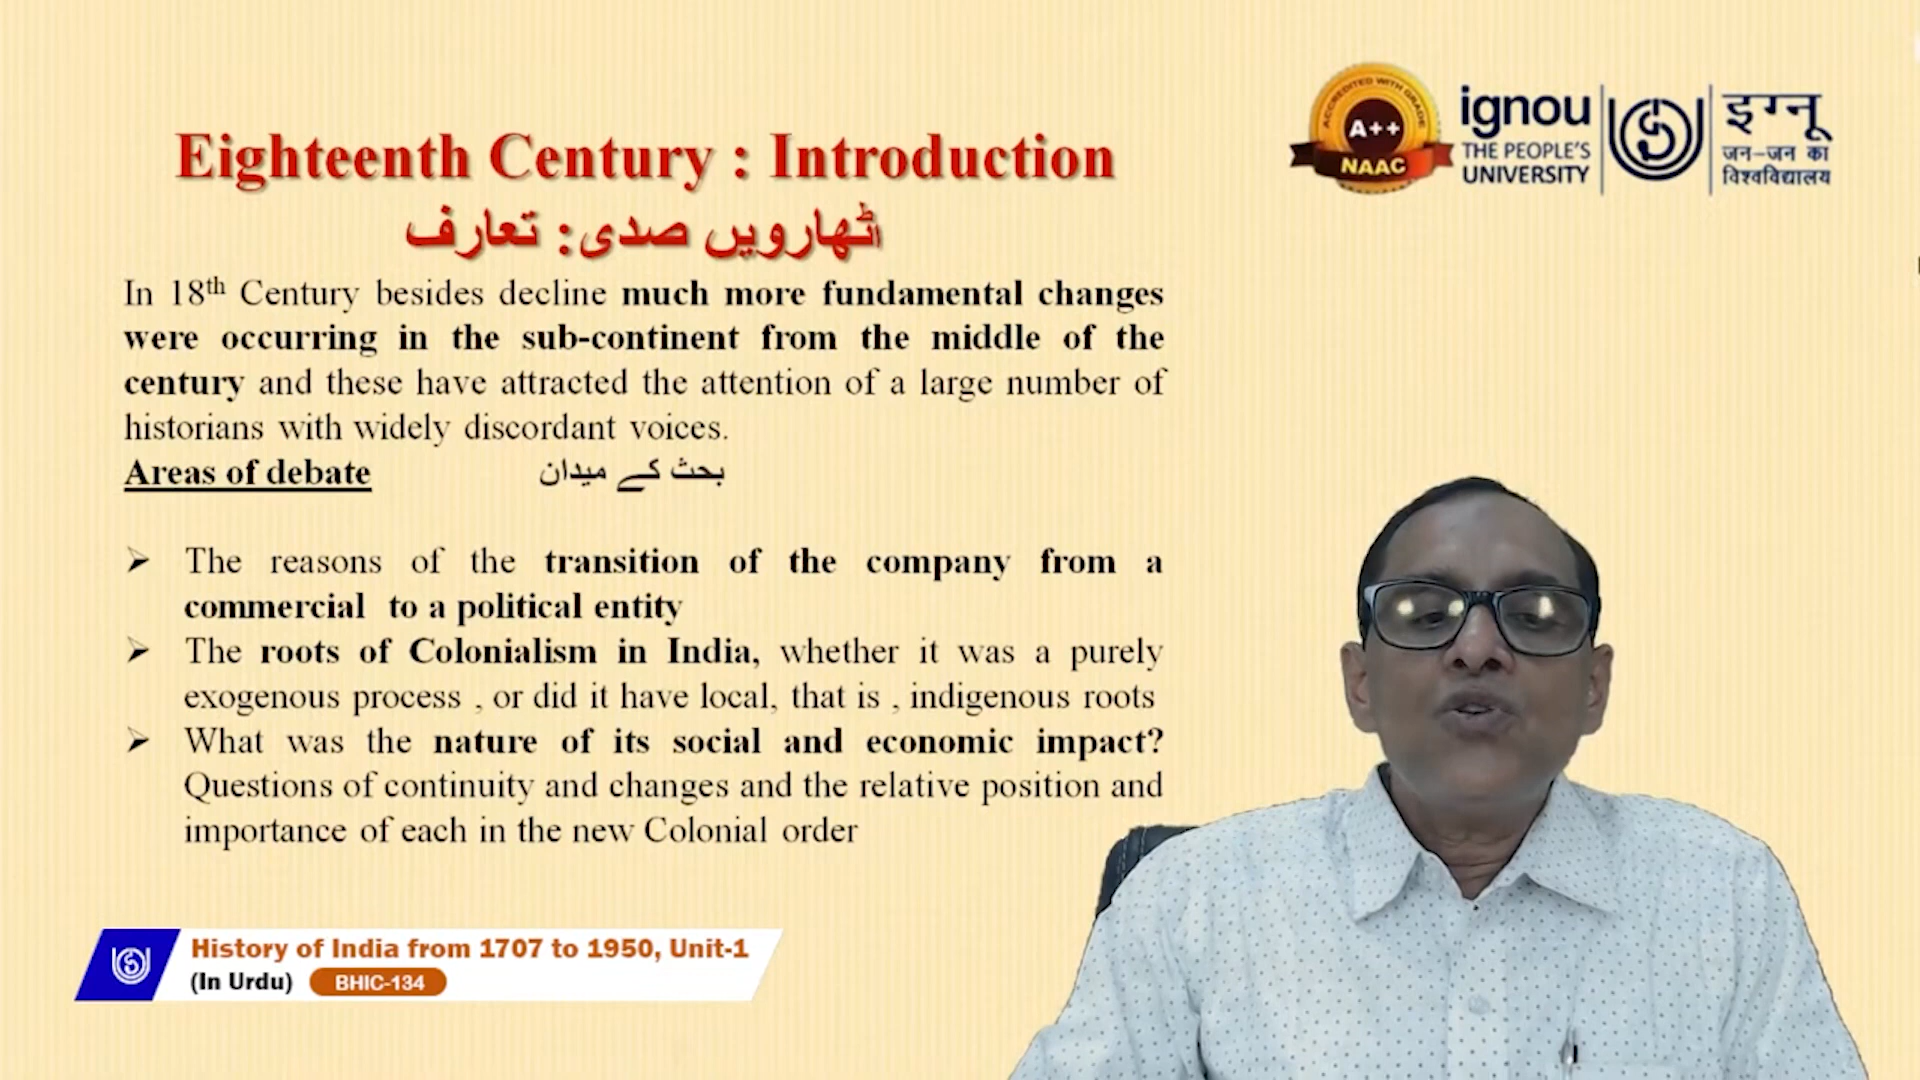 ACCREDITED WITH GRADE
A++
NAAC
ignou
THE PEOPLE'S
UNIVERSITY
इग्नू
जन-जन का
विश्वविद्यालय
Eighteenth Century : Introduction
اٹھارویں صدی: تعارف
In 18th Century besides decline much more fundamental changes
were occurring in the sub-continent from the middle of the
century and these have attracted the attention of a large number of
historians with widely discordant voices.
Areas of debate بحث کے میدان
➢ The reasons of the transition of the company from a
commercial to a political entity
➢ The roots of Colonialism in India, whether it was a purely
exogenous process , or did it have local, that is , indigenous roots
➢ What was the nature of its social and economic impact?
Questions of continuity and changes and the relative position and
importance of each in the new Colonial order
History of India from 1707 to 1950, Unit-1
(In Urdu) BHIC-134